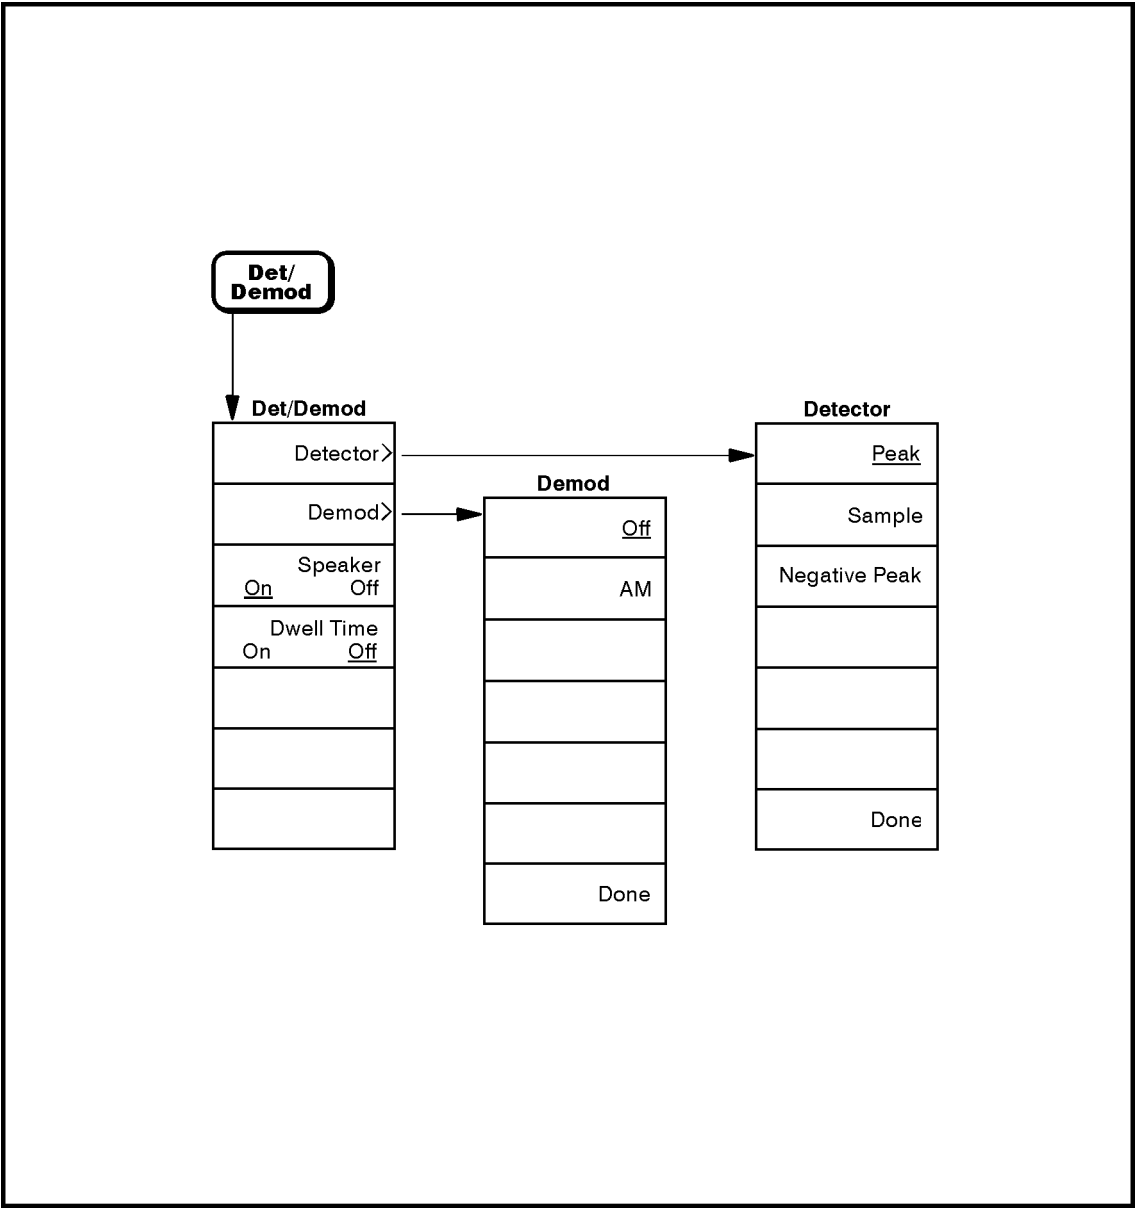 Det/
Demod
Det/Demod
Detector>
Demod>
Speaker
On Off
Dwell Time
On Off
Demod
Off
AM
Done
Detector
Peak
Sample
Negative Peak
Done